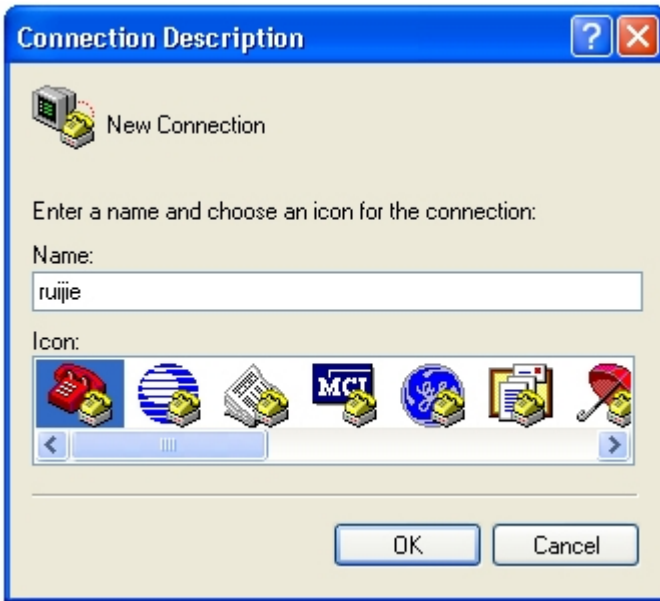 Connection Description
New Connection
Enter a name and choose an icon for the connection:
Name:
ruijie
Icon:
MCI
OK
Cancel